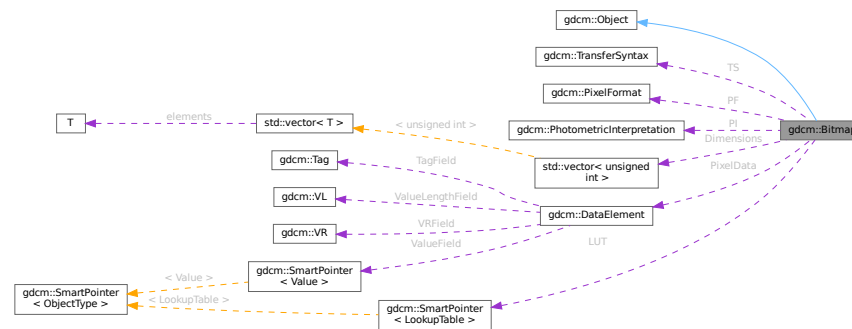 gdcm::Object
gdcm::TransferSyntax
TS
gdcm::PixelFormat
PF
T
elements
std::vector< T >
< unsigned int >
gdcm::PhotometricInterpretation
PI
gdcm::Bitmap
Dimensions
gdcm::Tag
TagField
std::vector< unsigned
int >
PixelData
gdcm::VL
ValueLengthField
gdcm::DataElement
gdcm::VR
VRField
ValueField
LUT
gdcm::SmartPointer
< Value >
< Value >
gdcm::SmartPointer
< ObjectType >
< LookupTable >
gdcm::SmartPointer
< LookupTable >